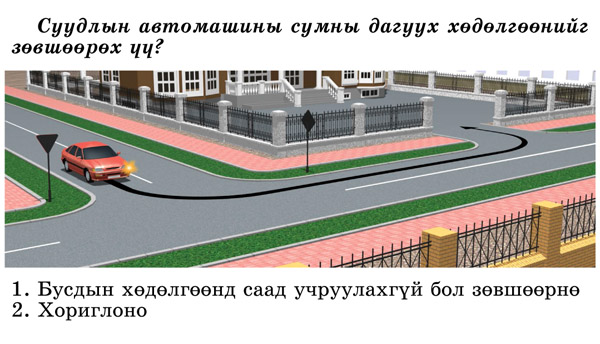 Суудлын автомашины сумны дагуух хөдөлгөөнийг
зөвшөөрөх үү?
1. Бусдын хөдөлгөөнд саад учруулахгүй бол зөвшөөрнө
2. Хориглоно